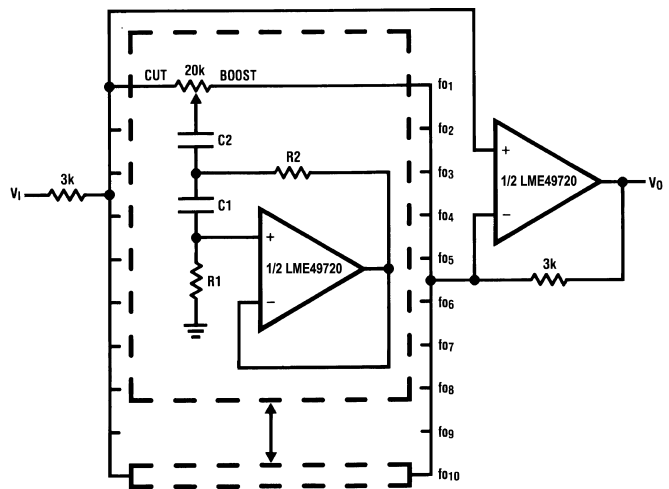 CUT
20k
BOOST
fo1
C2
fo2
R2
fo3
VI
3k
C1
+
1/2 LME49720
−
VO
fo4
+
1/2 LME49720
−
R1
fo5
3k
fo6
fo7
fo8
fo9
fo10